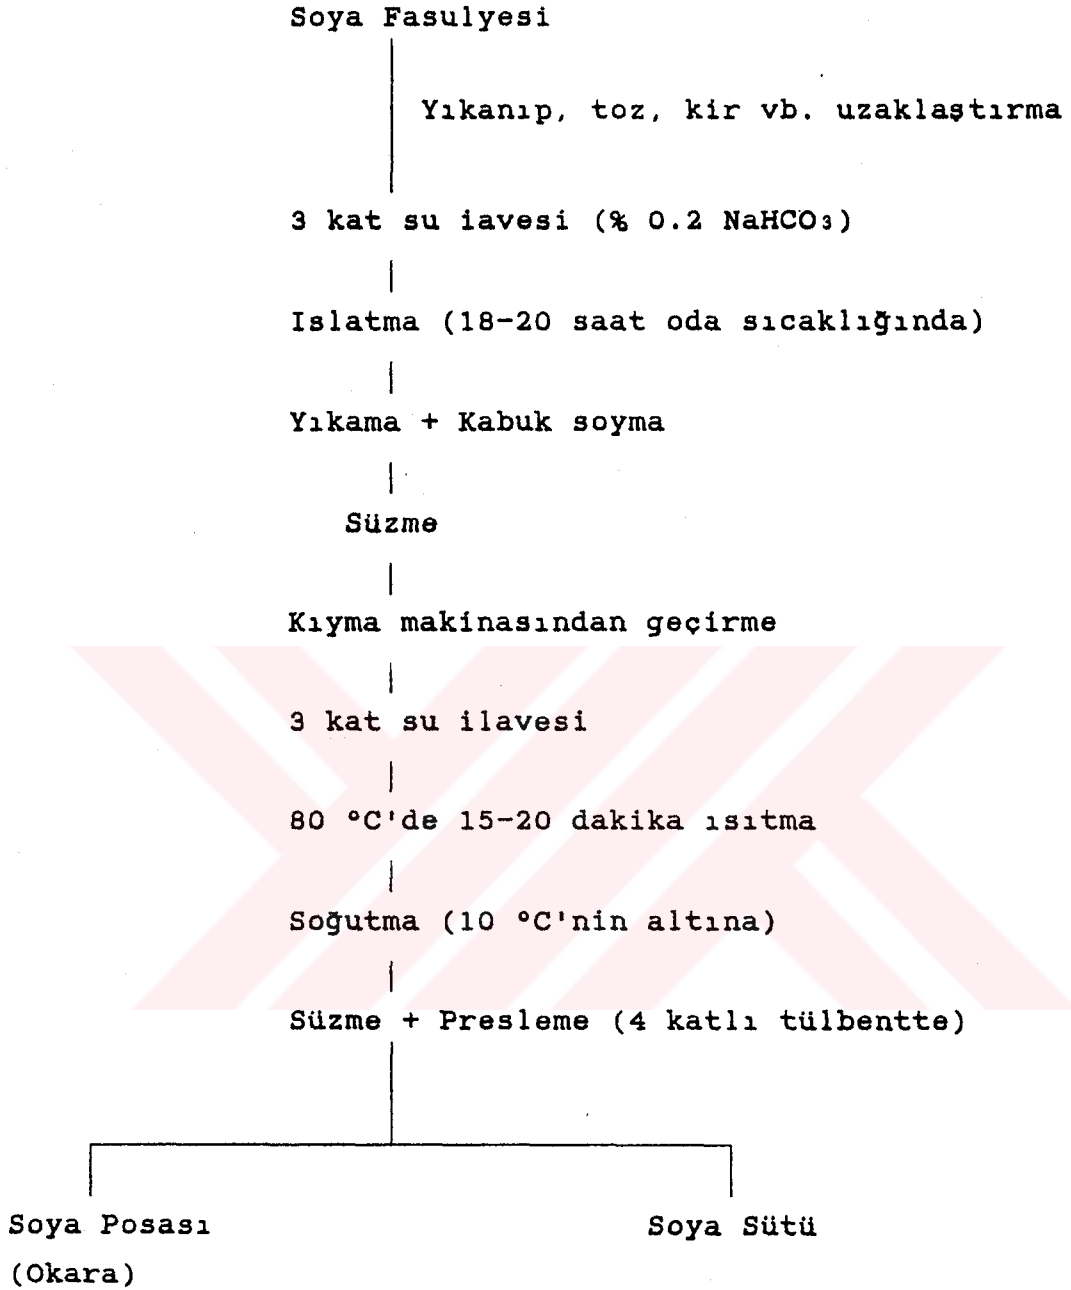 Soya Fasulyesi
Yıkanıp, toz, kir vb. uzaklaştırma
3 kat su iavesi (% 0.2 NaHCO3)
Islatma (18-20 saat oda sıcaklığında)
Yıkama + Kabuk soyma
Süzme
Kıyma makinasından geçirme
3 kat su ilavesi
80 °C'de 15-20 dakika ısıtma
Soğutma (10 °C'nin altına)
Süzme + Presleme (4 katlı tülbentte)
Soya Posası
Soya Sütü
(Okara)